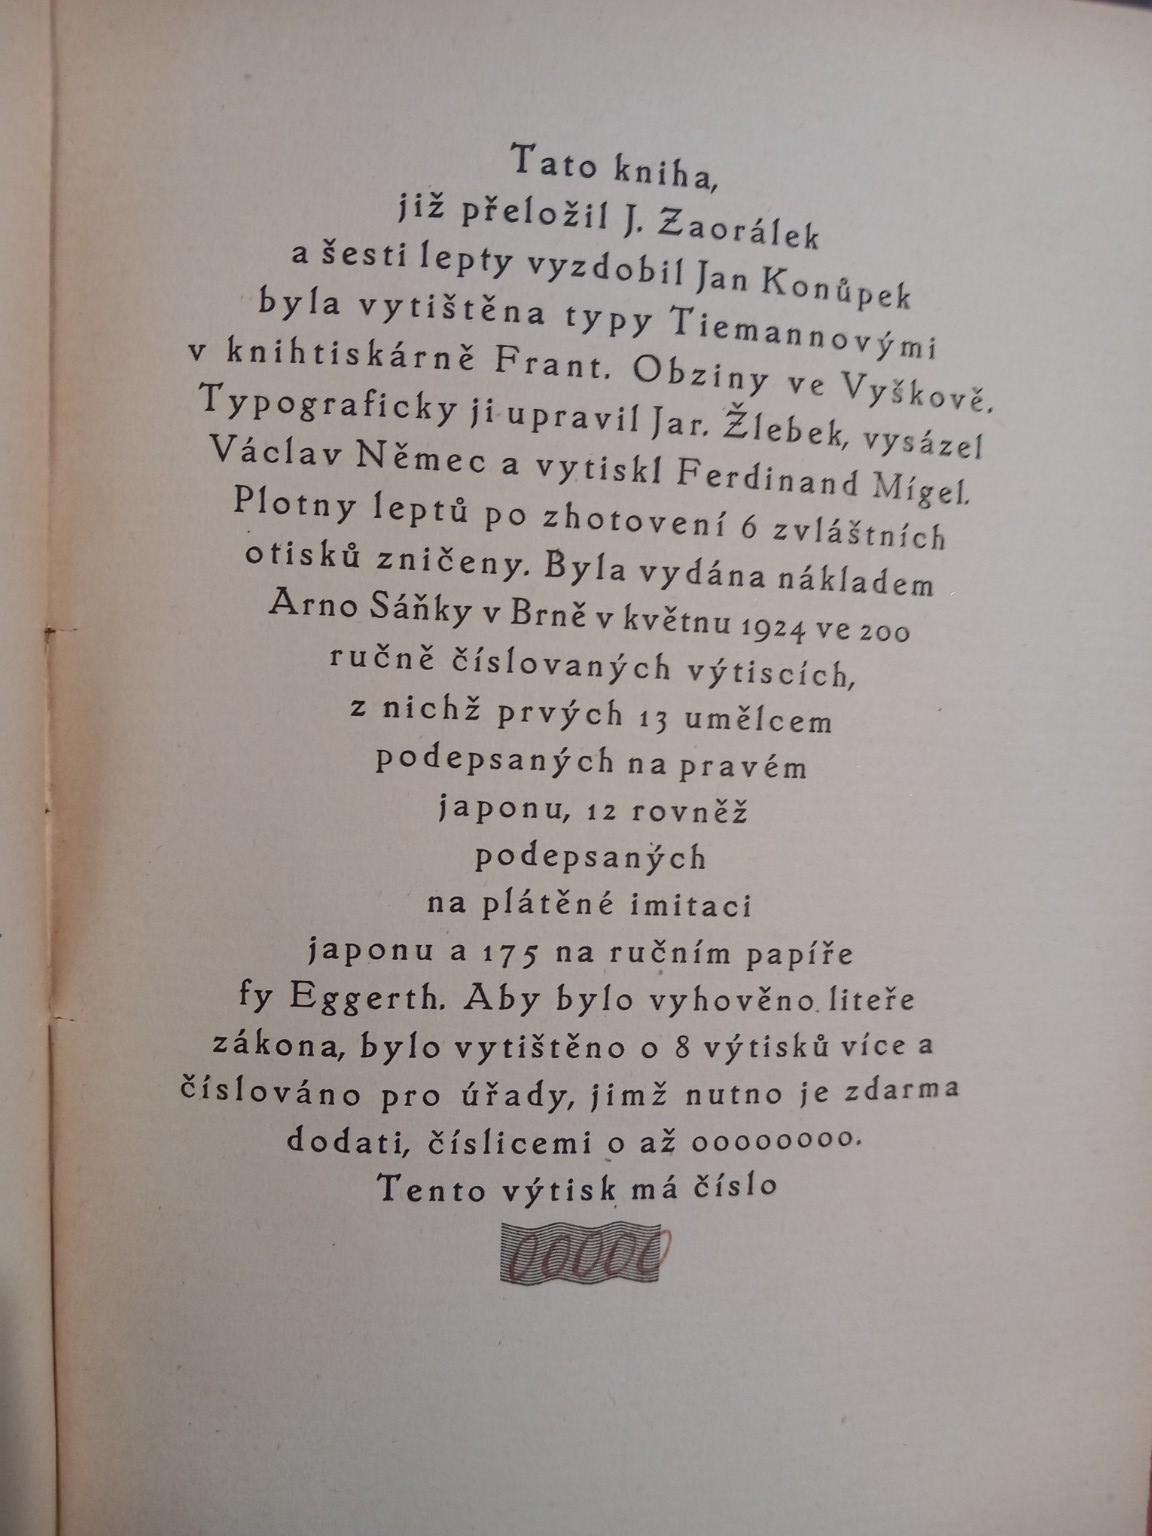 Tato kniha,
již přeložil J. Zaorálek
a šesti lepty vyzdobil Jan Konůpek
byla vytištěna typy Tiemannovými
v knihtiskárně Frant. Obziny ve Vyškově.
Typograficky ji upravil Jar. Žlebek, vysázel
Václav Němec a vytiskl Ferdinand Mígel.
Plotny leptů po zhotovení 6 zvláštních
otisků zničeny. Byla vydána nákladem
Arno Sáňky v Brně v květnu 1924 ve 200
ručně číslovaných výtiscích,
z nichž prvých 13 umělcem
podepsaných na pravém
japonu, 12 rovněž
podepsaných
na plátěné imitaci
japonu a 175 na ručním papíře
fy Eggerth. Aby bylo vyhověno liteře
zákona, bylo vytištěno o 8 výtisků více a
číslováno pro úřady, jimž nutno je zdarma
dodati, číslicemi 0 až 00000000.
Tento výtisk má číslo
00000